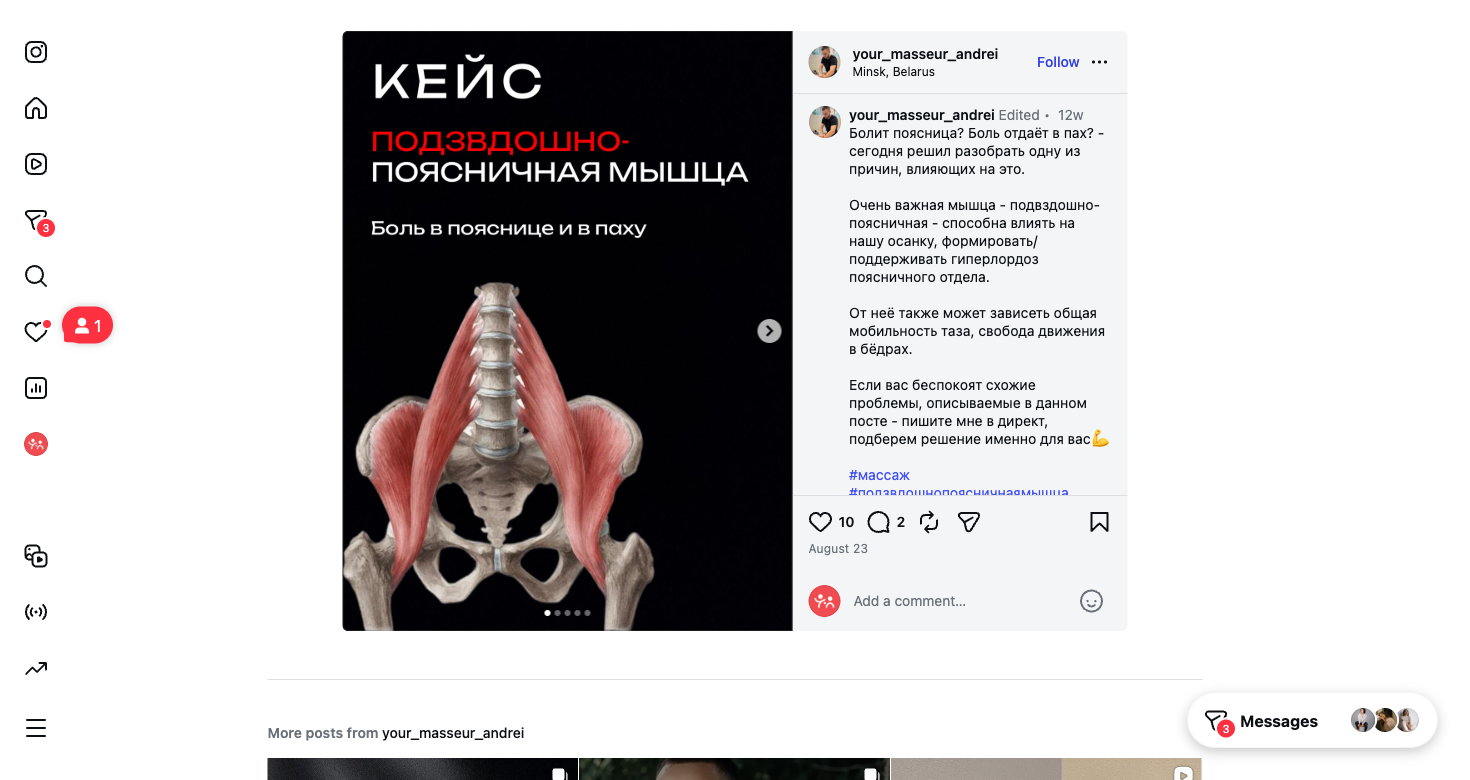 КЕЙС
ПОДЗВДОШНО-
ПОЯСНИЧНАЯ МЫШЦА
Боль в пояснице и в паху
your_masseur_andrei
Minsk, Belarus
Follow
your_masseur_andrei Edited • 12w
Болит поясница? Боль отдаёт в пах? -
сегодня решил разобрать одну из
причин, влияющих на это.
Очень важная мышца - подвздошно-
поясничная - способна влиять на
нашу осанку, формировать/
поддерживать гиперлордоз
поясничного отдела.
От неё также может зависеть общая
мобильность таза, свобода движения
в бёдрах.
Если вас беспокоят схожие
проблемы, описываемые в данном
посте - пишите мне в директ,
подберем решение именно для вас💪
#массаж
#подвздошнопоясничнаямышца
10
2
August 23
Add a comment...
3
1
More posts from your_masseur_andrei
3
Messages